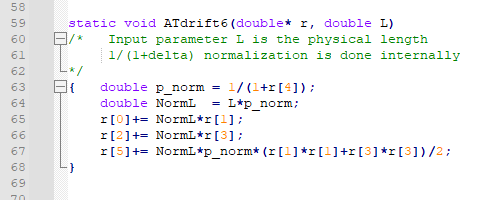 58
59 static void ATdrift6(double* r, double L)
60 /*   Input parameter L is the physical length
61      1/(1+delta) normalization is done internally
62 */
63 {   double p_norm = 1/(1+r[4]);
64     double NormL  = L*p_norm;
65     r[0]+= NormL*r[1];
66     r[2]+= NormL*r[3];
67     r[5]+= NormL*p_norm*(r[1]*r[1]+r[3]*r[3])/2;
68 }
69
70